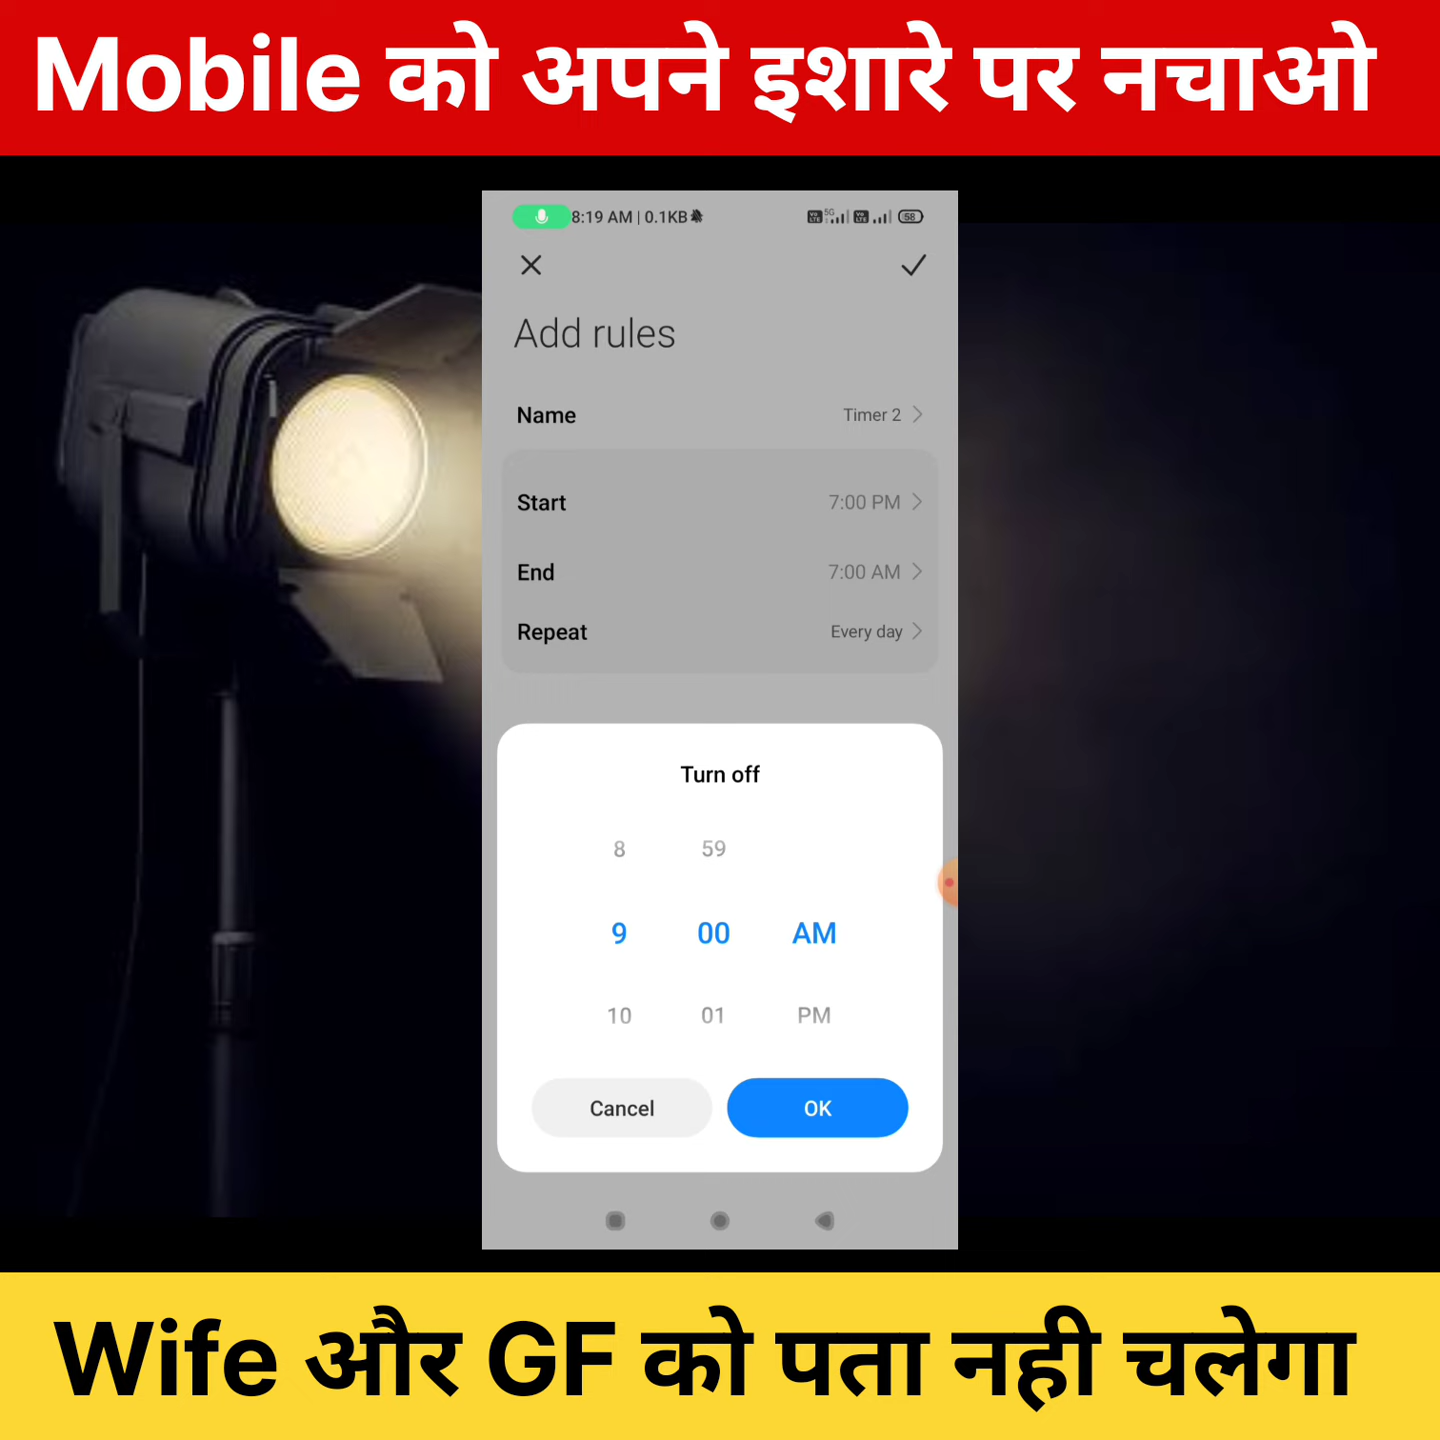 Mobile को अपने इशारे पर नचाओ
8:19 AM | 0.1KB 5G 58
Add rules
Name Timer 2
Start 7:00 PM
End 7:00 AM
Repeat Every day
Turn off
8 59
9 00 AM
10 01 PM
Cancel OK
Wife और GF को पता नही चलेगा